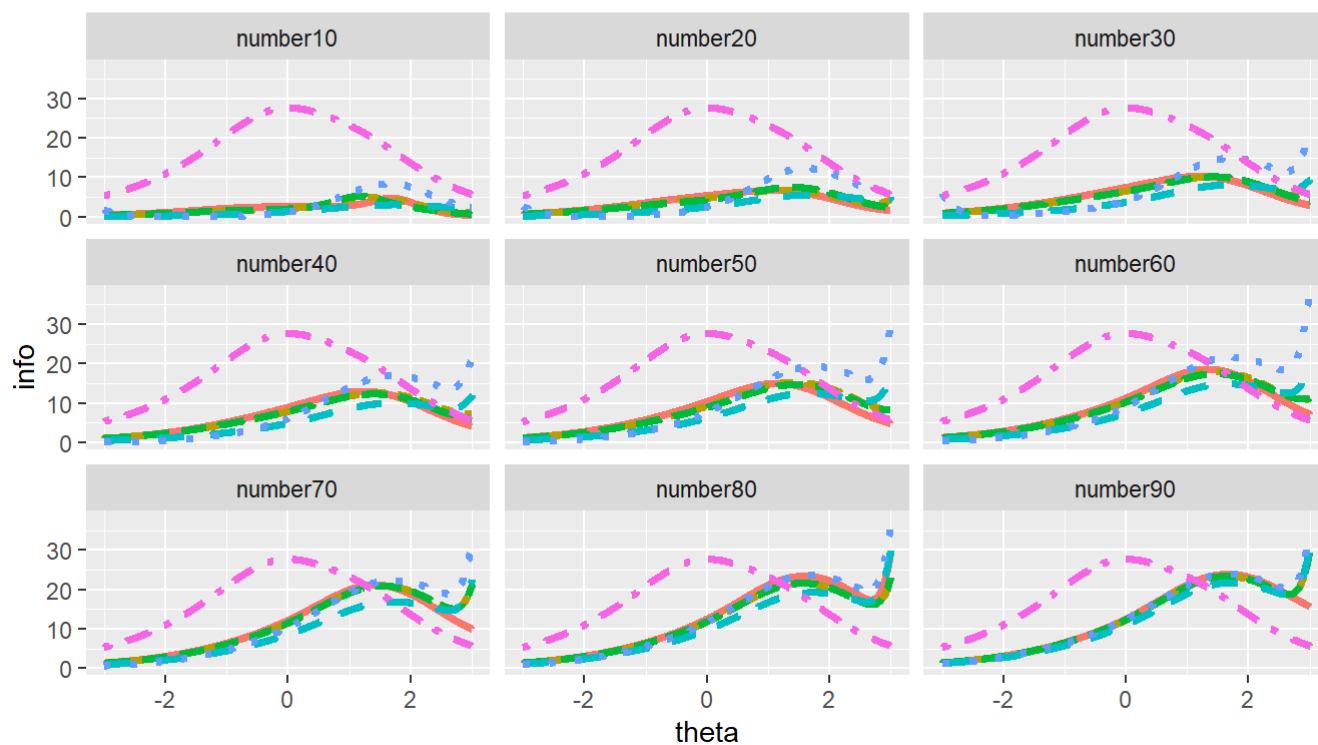 number10 number20 number30
30
20
10
0
number40 number50 number60
info
30
20
10
0
number70 number80 number90
30
20
10
0
-2 0 2 -2 0 2 -2 0 2
theta